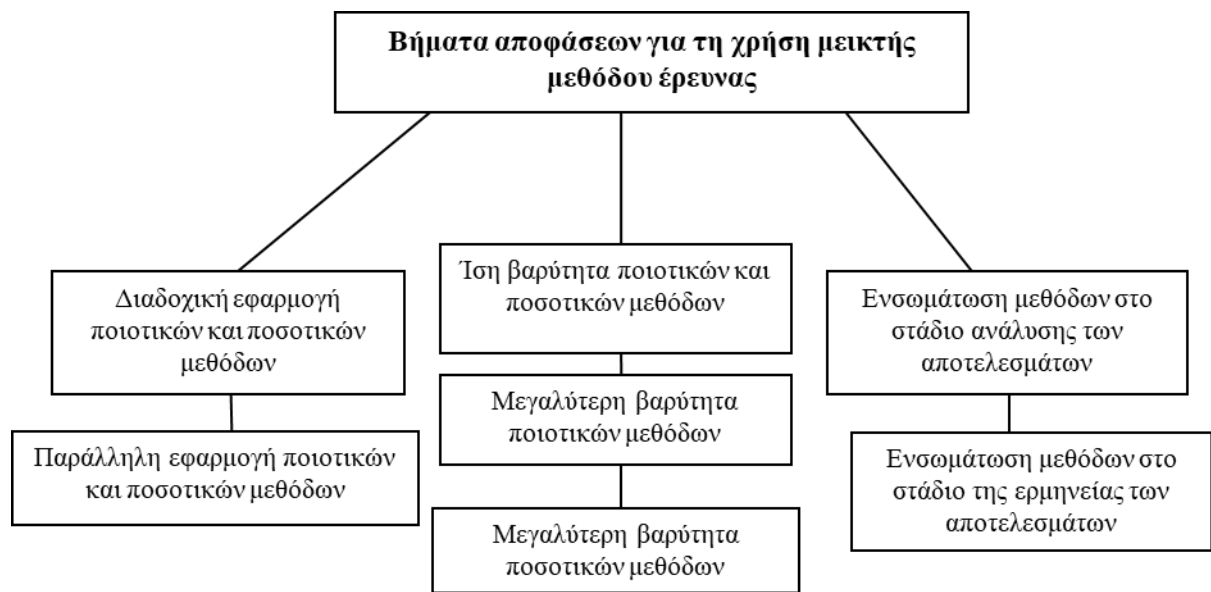 Βήματα αποφάσεων για τη χρήση μεικτής
μεθόδου έρευνας
Διαδοχική εφαρμογή
ποιοτικών και ποσοτικών
μεθόδων
Παράλληλη εφαρμογή ποιοτικών
και ποσοτικών μεθόδων
Ίση βαρύτητα ποιοτικών και
ποσοτικών μεθόδων
Μεγαλύτερη βαρύτητα
ποιοτικών μεθόδων
Μεγαλύτερη βαρύτητα
ποσοτικών μεθόδων
Ενσωμάτωση μεθόδων στο
στάδιο ανάλυσης των
αποτελεσμάτων
Ενσωμάτωση μεθόδων στο
στάδιο της ερμηνείας των
αποτελεσμάτων